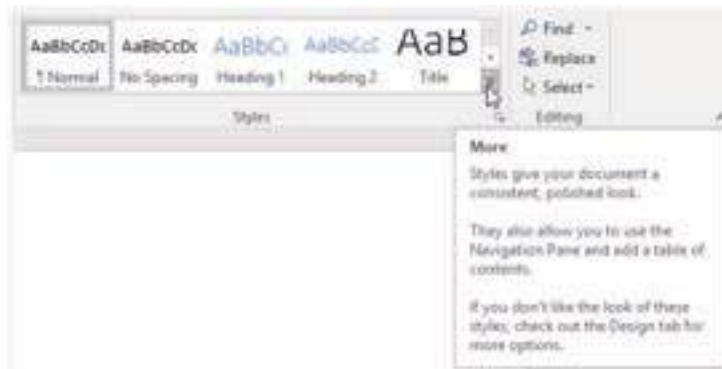 AaBbCcDc AaBbCcDc AaBbCc AaBbCcC AaB
¶ Normal No Spacing Heading 1 Heading 2 Title
Styles
Find
Replace
Select
Editing
More
Styles give your document a
consistent, polished look.
They also allow you to use the
Navigation Pane and add a table of
contents.
If you don't like the look of these
styles, check out the Design tab for
more options.